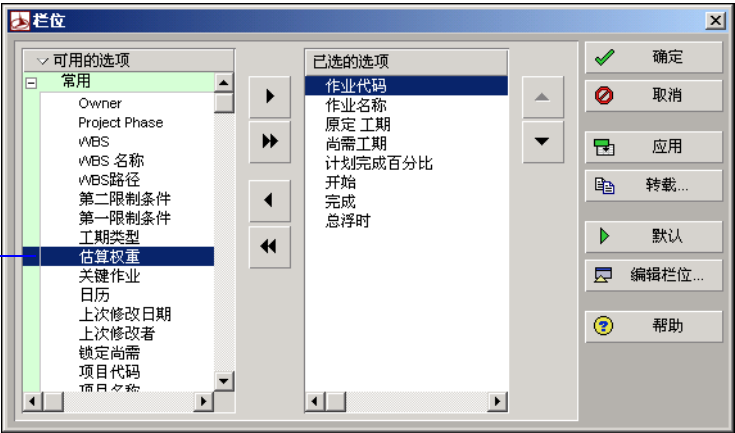 栏位
可用的选项
常用
Owner
Project Phase
WBS
WBS 名称
WBS路径
第二限制条件
第一限制条件
工期类型
估算权重
关键作业
日历
上次修改日期
上次修改者
锁定尚需
项目代码
项目名称
已选的选项
作业代码
作业名称
原定 工期
尚需工期
计划完成百分比
开始
完成
总浮时
确定
取消
应用
转载...
默认
编辑栏位...
帮助